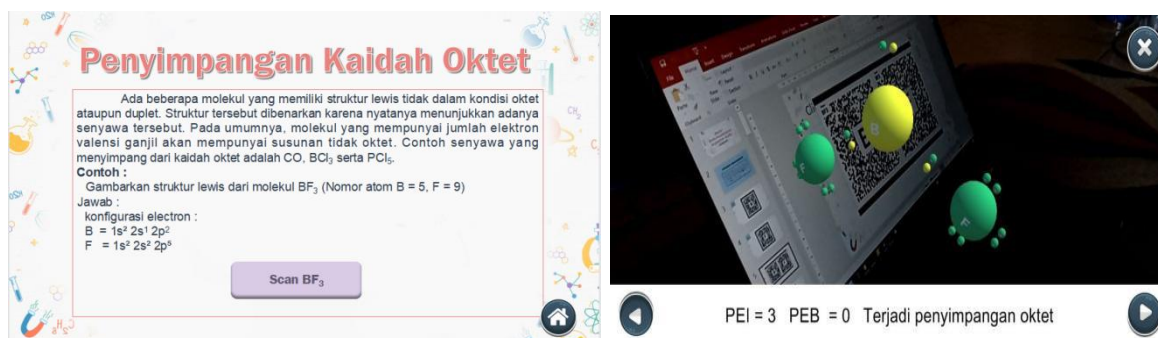 Penyimpangan Kaidah Oktet
Ada beberapa molekul yang memiliki struktur lewis tidak dalam kondisi oktet
ataupun duplet. Struktur tersebut dibenarkan karena nyatanya menunjukkan adanya
senyawa tersebut. Pada umumnya, molekul yang mempunyai jumlah elektron
valensi ganjil akan mempunyai susunan tidak oktet. Contoh senyawa yang
menyimpang dari kaidah oktet adalah CO, BCl₃ serta PCl₅.
Contoh :
Gambarkan struktur lewis dari molekul BF₃ (Nomor atom B = 5, F = 9)
Jawab :
konfigurasi electron :
B = 1s² 2s¹ 2p²
F = 1s² 2s² 2p⁵
Scan BF₃
B
F
F
PEI = 3 PEB = 0 Terjadi penyimpangan oktet